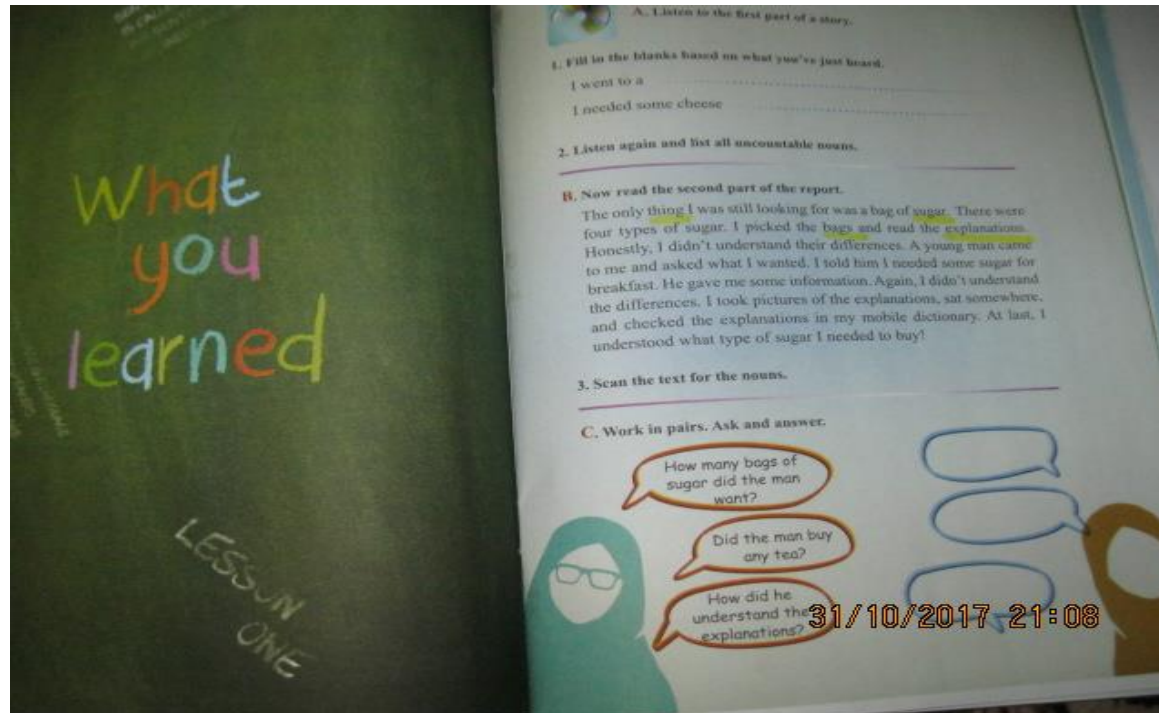 What
you
learned
LESSON
ONE
A. Listen to the first part of a story.
1. Fill in the blanks based on what you've just heard.
I went to a
I needed some cheese
2. Listen again and list all uncountable nouns.
B. Now read the second part of the report.
The only thing I was still looking for was a bag of sugar. There were
four types of sugar. I picked the bags and read the explanations.
Honestly, I didn't understand their differences. A young man came
to me and asked what I wanted. I told him I needed some sugar for
breakfast. He gave me some information. Again, I didn't understand
the differences. I took pictures of the explanations, sat somewhere,
and checked the explanations in my mobile dictionary. At last, I
understood what type of sugar I needed to buy!
3. Scan the text for the nouns.
C. Work in pairs. Ask and answer.
How many bags of
sugar did the man
want?
Did the man buy
any tea?
How did he
understand the
explanations?
31/10/2017 21:08